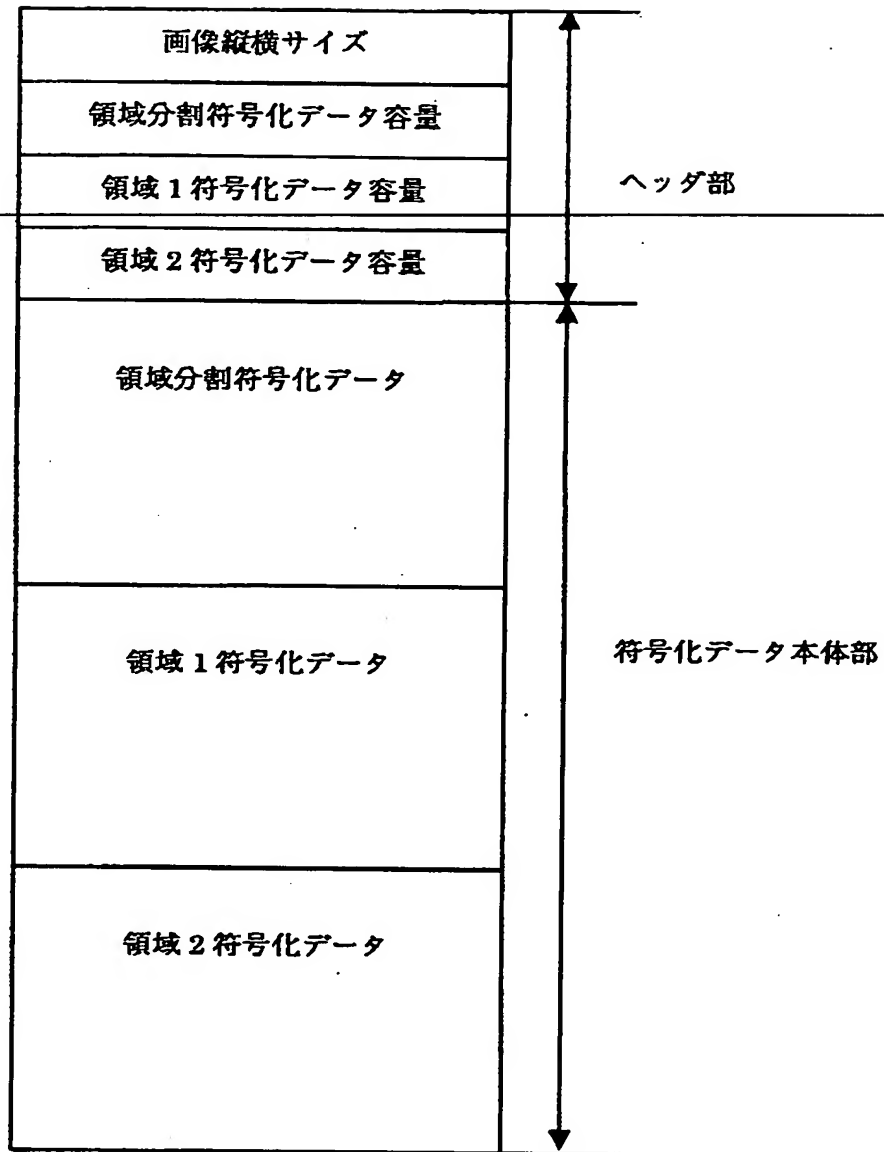 画像縦横サイズ
領域分割符号化データ容量
領域1符号化データ容量
ヘッダ部
領域2符号化データ容量
領域分割符号化データ
領域1符号化データ
符号化データ本体部
領域2符号化データ